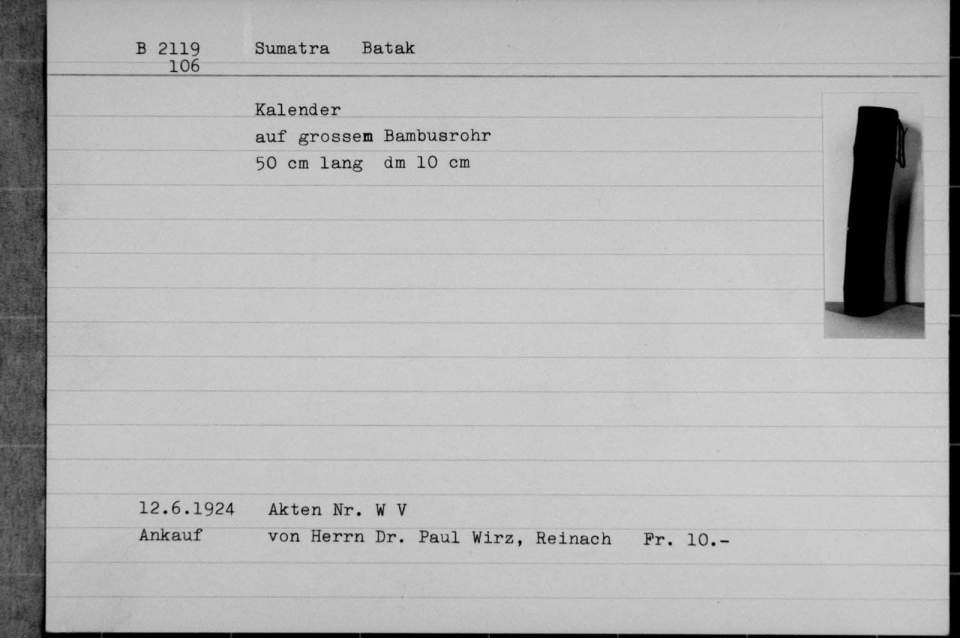 B 2119 Sumatra Batak
106
Kalender
auf grossem Bambusrohr
50 cm lang dm 10 cm
12.6.1924 Akten Nr. W V
Ankauf von Herrn Dr. Paul Wirz, Reinach Fr. 10.-